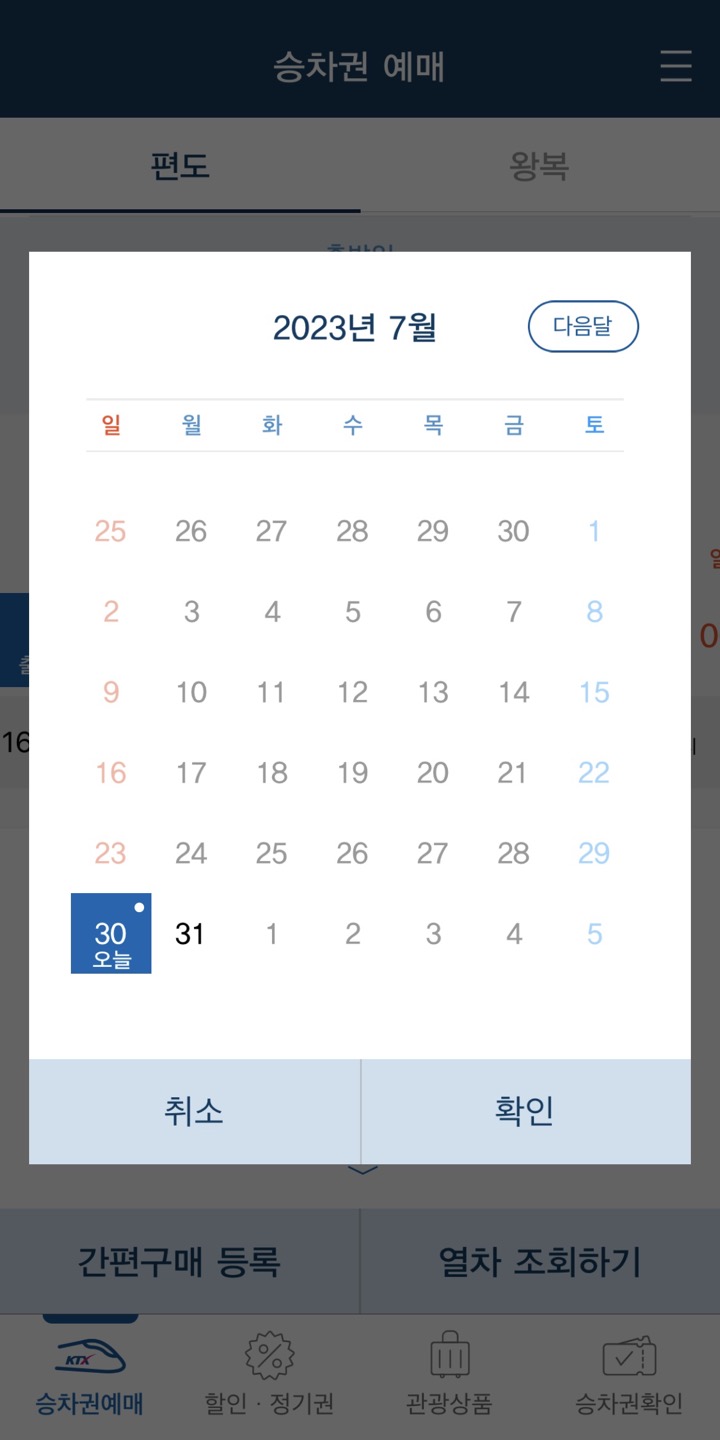 승차권 예매
편도 왕복
2023년 7월 다음달
일 월 화 수 목 금 토
25 26 27 28 29 30 1
2 3 4 5 6 7 8
9 10 11 12 13 14 15
16 17 18 19 20 21 22
23 24 25 26 27 28 29
30 31 1 2 3 4 5
오늘
16
0
취소 확인
간편구매 등록 열차 조회하기
KTX
승차권예매 할인 · 정기권 관광상품 승차권확인